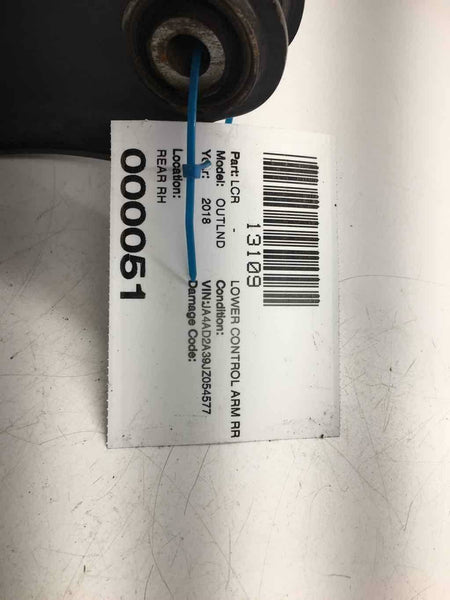 13109
Part: LCR - LOWER CONTROL ARM RR
Model: OUTLND Condition:
Year: 2018 VIN:JA4AD2A39JZ054577
Damage Code:
Location:
REAR RH
000051